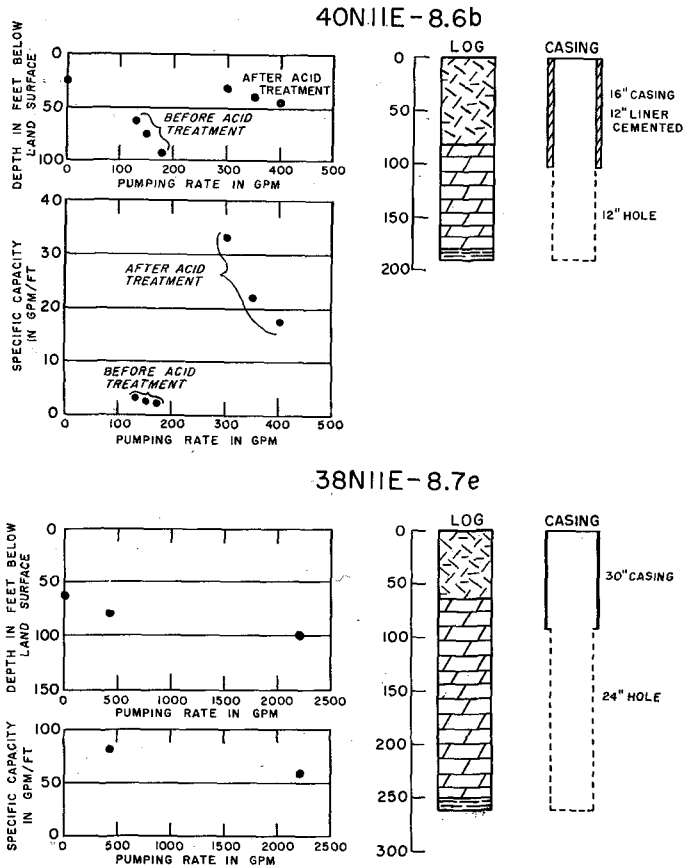 40N11E-8.6b
DEPTH IN FEET BELOW
LAND SURFACE
0
50
100
AFTER ACID
TREATMENT
BEFORE ACID
TREATMENT
0 100 200 300 400 500
PUMPING RATE IN GPM
SPECIFIC CAPACITY
IN GPM/FT
40
30
20
10
0
AFTER ACID
TREATMENT
BEFORE ACID
TREATMENT
0 100 200 300 400 500
PUMPING RATE IN GPM
LOG
0
50
100
150
200
CASING
16" CASING
12" LINER
CEMENTED
12" HOLE
38N11E-8.7e
DEPTH IN FEET BELOW
LAND SURFACE
0
50
100
150
0 500 1000 1500 2000 2500
PUMPING RATE IN GPM
SPECIFIC CAPACITY
IN GPM/FT
100
50
0
0 500 1000 1500 2000 2500
PUMPING RATE IN GPM
LOG
0
50
100
150
200
250
300
CASING
30" CASING
24" HOLE